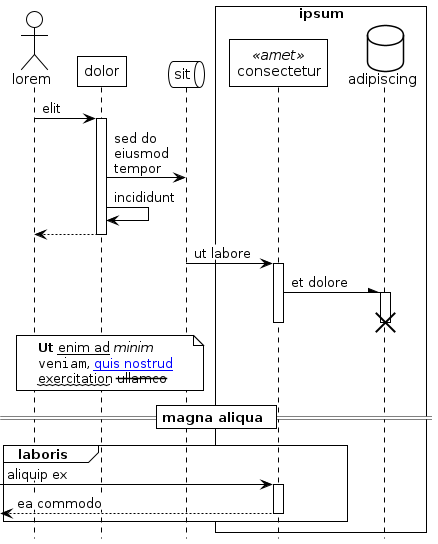 ipsum
lorem
dolor
sit
«amet»
consectetur
adipiscing
elit
sed do
eiusmod
tempor
incididunt
ut labore
et dolore
Ut enim ad minim
veniam, quis nostrud
exercitation ullamco
magna aliqua
laboris
aliquip ex
ea commodo